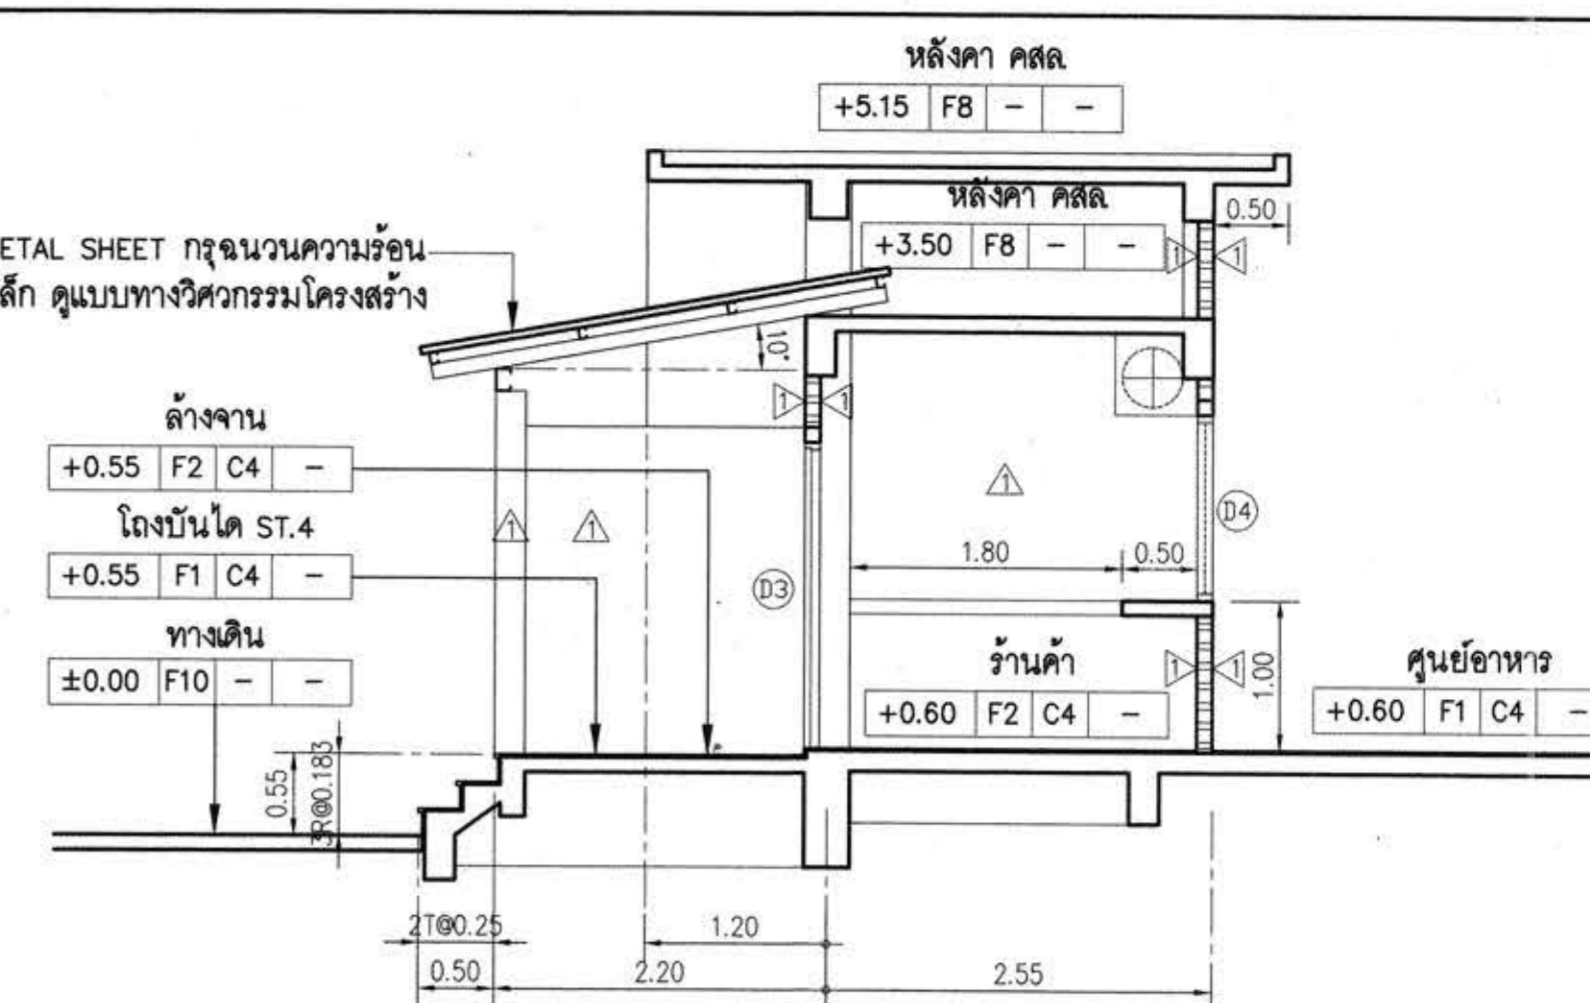 หลังคา คสล.
+5.15 F8 - -
หลังคา คสล.
+3.50 F8 - -
0.50
1 1
ETAL SHEET กรุฉนวนความร้อน
ล็ก ดูแบบทางวิศวกรรมโครงสร้าง
10°
1 1
ล้างจาน
+0.55 F2 C4 -
โถงบันได ST.4
+0.55 F1 C4 -
1 1 1
D4
1.80 0.50
D3
ทางเดิน
±0.00 F10 - -
ร้านค้า
+0.60 F2 C4 -
1 1
1.00
ศูนย์อาหาร
+0.60 F1 C4 -
0.55
3R@0.183
2T@0.25
1.20
0.50 2.20 2.55